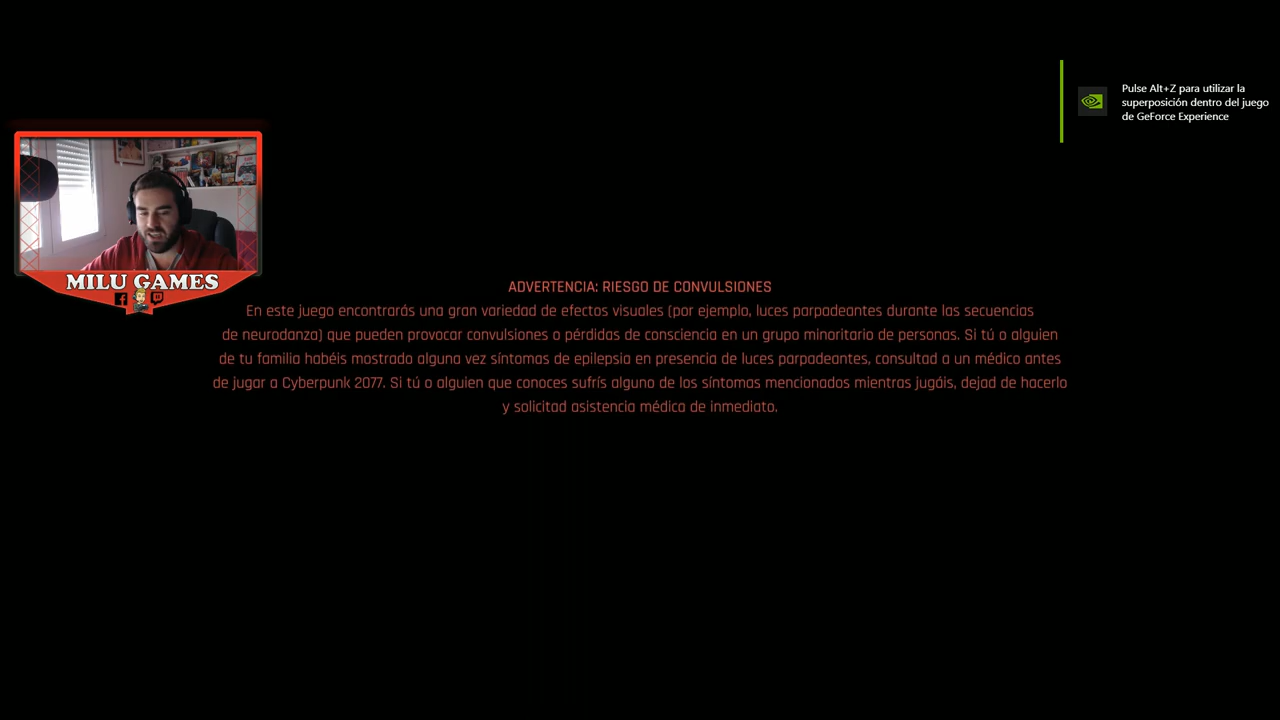 Pulse Alt+Z para utilizar la
superposición dentro del juego
de GeForce Experience
MILU GAMES
ADVERTENCIA: RIESGO DE CONVULSIONES
En este juego encontrarás una gran variedad de efectos visuales (por ejemplo, luces parpadeantes durante las secuencias
de neurodanza) que pueden provocar convulsiones o pérdidas de consciencia en un grupo minoritario de personas. Si tú o alguien
de tu familia habéis mostrado alguna vez síntomas de epilepsia en presencia de luces parpadeantes, consultad a un médico antes
de jugar a Cyberpunk 2077. Si tú o alguien que conoces sufrís alguno de los síntomas mencionados mientras jugáis, dejad de hacerlo
y solicitad asistencia médica de inmediato.